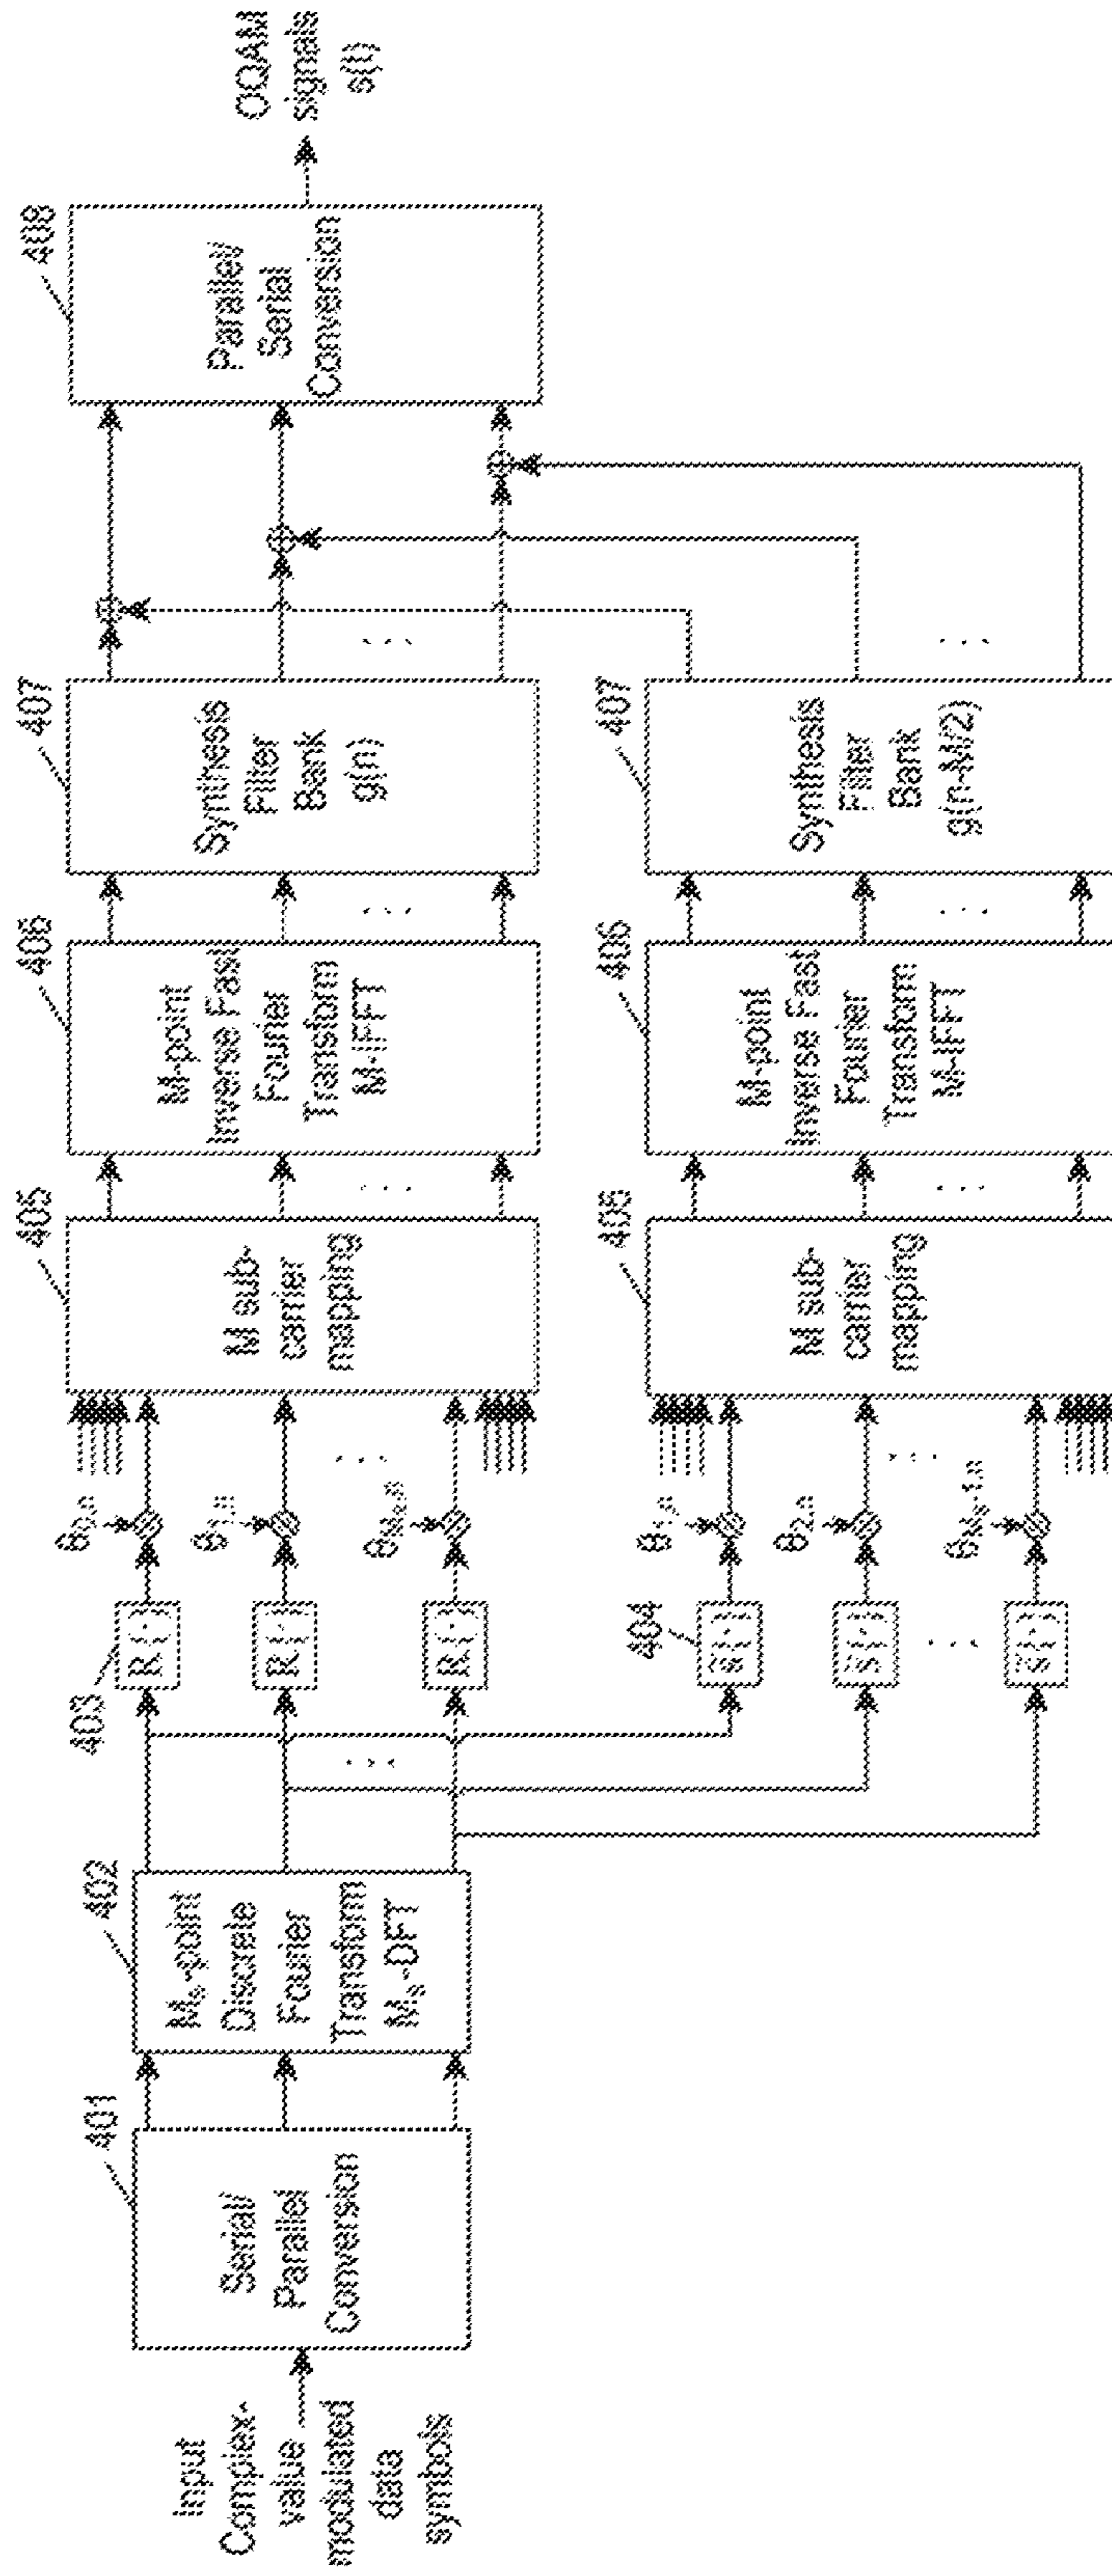 Input
Complex-
value
modulated
data
symbols
401
Serial/
Parallel
Conversion
402
Mₛ-point
Discrete
Fourier
Transform
Mₛ-DFT
403
R(·)
R(·)
R(·)
404
θ₁,ₙ
θ₂,ₙ
405
M sub-
carrier
mapping
406
M-point
Inverse Fast
Fourier
Transform
M-IFFT
407
Synthesis
Filter
Bank
g(n)
405
M sub-
carrier
mapping
406
M-point
Inverse Fast
Fourier
Transform
M-IFFT
407
Synthesis
Filter
Bank
g(n-M/2)
408
Parallel/
Serial
Conversion
OQAM
signals
s(t)